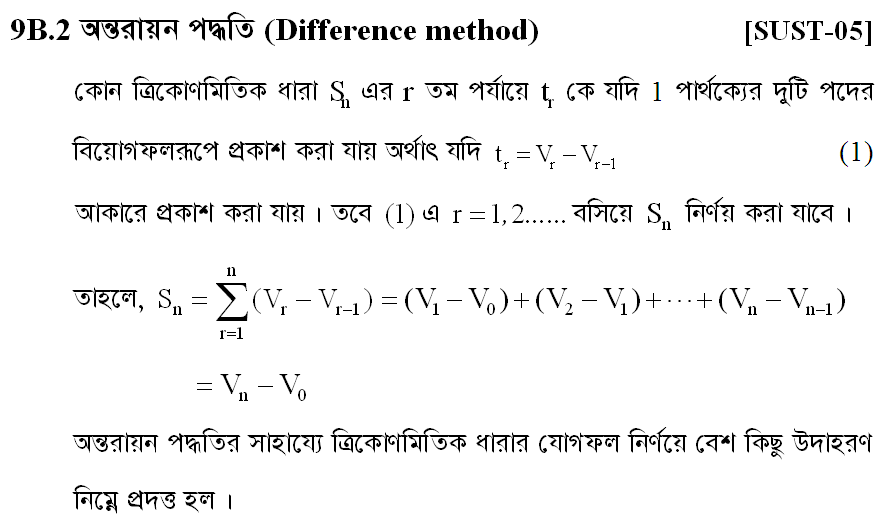 9B.2 অন্তরায়ন পদ্ধতি (Difference method) [SUST-05]
কোন ত্রিকোণমিতিক ধারা Sₙ এর r তম পর্যায়ে tᵣ কে যদি 1 পার্থক্যের দুটি পদের
বিয়োগফলরূপে প্রকাশ করা যায় অর্থাৎ যদি tᵣ = Vᵣ − Vᵣ₋₁ (1)
আকারে প্রকাশ করা যায় । তবে (1) এ r = 1, 2...... বসিয়ে Sₙ নির্ণয় করা যাবে ।
তাহলে, Sₙ = ∑ₙ₌ᵣ₌₁ⁿ (Vᵣ − Vᵣ₋₁) = (V₁ − V₀) + (V₂ − V₁) + ⋯ + (Vₙ − Vₙ₋₁)
= Vₙ − V₀
অন্তরায়ন পদ্ধতির সাহায্যে ত্রিকোণমিতিক ধারার যোগফল নির্ণয়ে বেশ কিছু উদাহরণ
নিম্নে প্রদত্ত হল ।